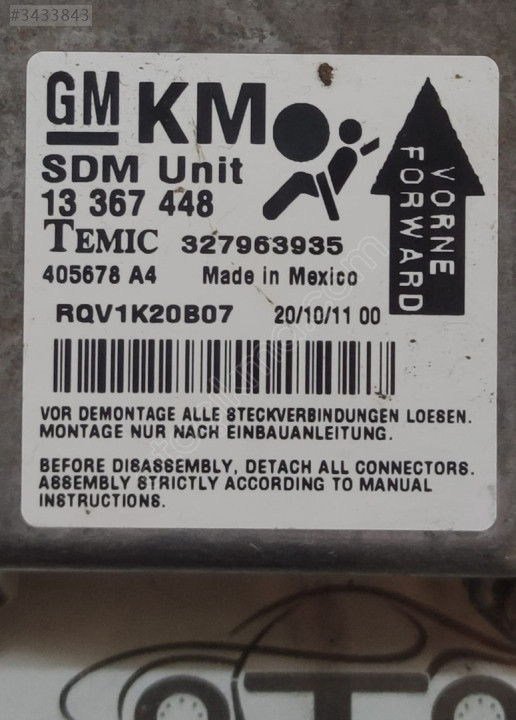 #3433843
GM KM
SDM Unit
13 367 448
TEMIC 327963935
405678 A4 Made in Mexico
RQV1K20B07 20/10/11 00
VORNE
FORWARD
VOR DEMONTAGE ALLE STECKVERBINDUNGEN LOESEN.
MONTAGE NUR NACH EINBAUANLEITUNG.
BEFORE DISASSEMBLY, DETACH ALL CONNECTORS.
ASSEMBLY STRICTLY ACCORDING TO MANUAL
INSTRUCTIONS.